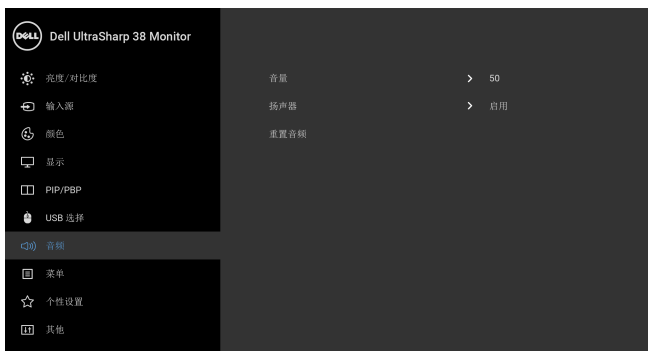 DELL Dell UltraSharp 38 Monitor
亮度/对比度
音量 50
输入源
扬声器 启用
颜色
重置音频
显示
PIP/PBP
USB 选择
音频
菜单
个性设置
其他